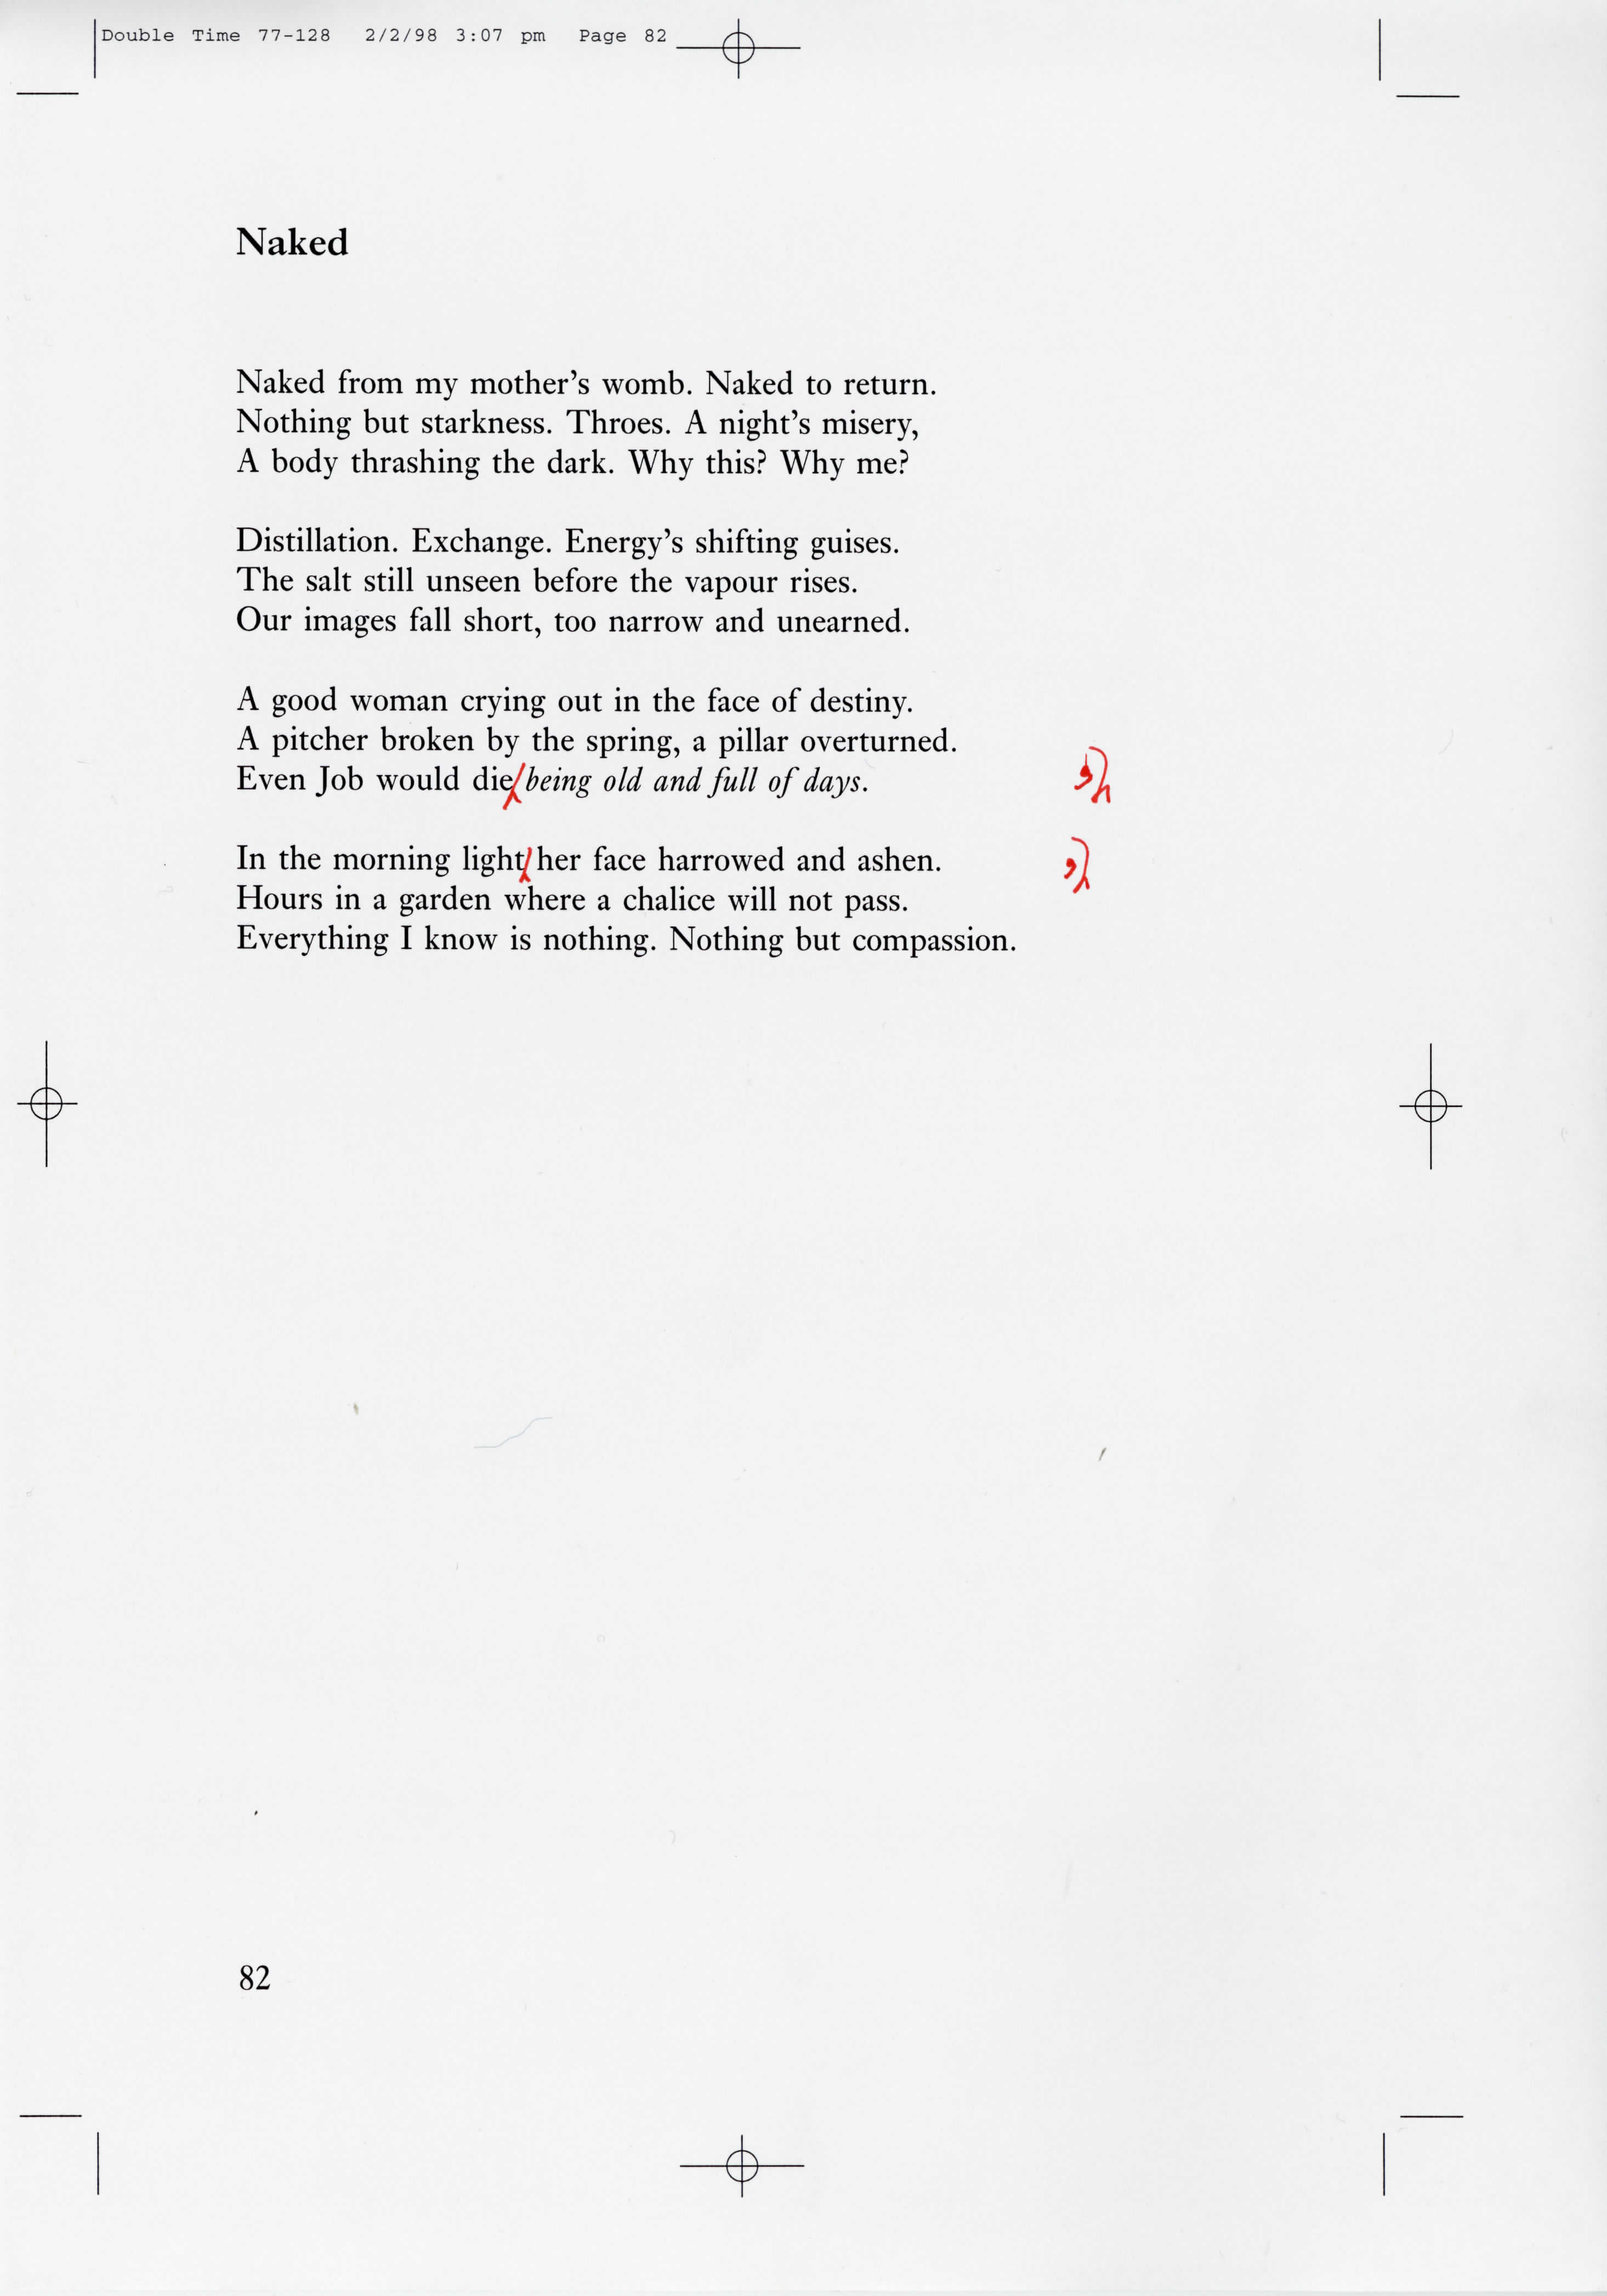 Double Time 77-128 2/2/98 3:07 pm Page 82
Naked
Naked from my mother’s womb. Naked to return.
Nothing but starkness. Throes. A night’s misery,
A body thrashing the dark. Why this? Why me?
Distillation. Exchange. Energy’s shifting guises.
The salt still unseen before the vapour rises.
Our images fall short, too narrow and unearned.
A good woman crying out in the face of destiny.
A pitcher broken by the spring, a pillar overturned.
Even Job would die being old and full of days.
In the morning light her face harrowed and ashen.
Hours in a garden where a chalice will not pass.
Everything I know is nothing. Nothing but compassion.
82